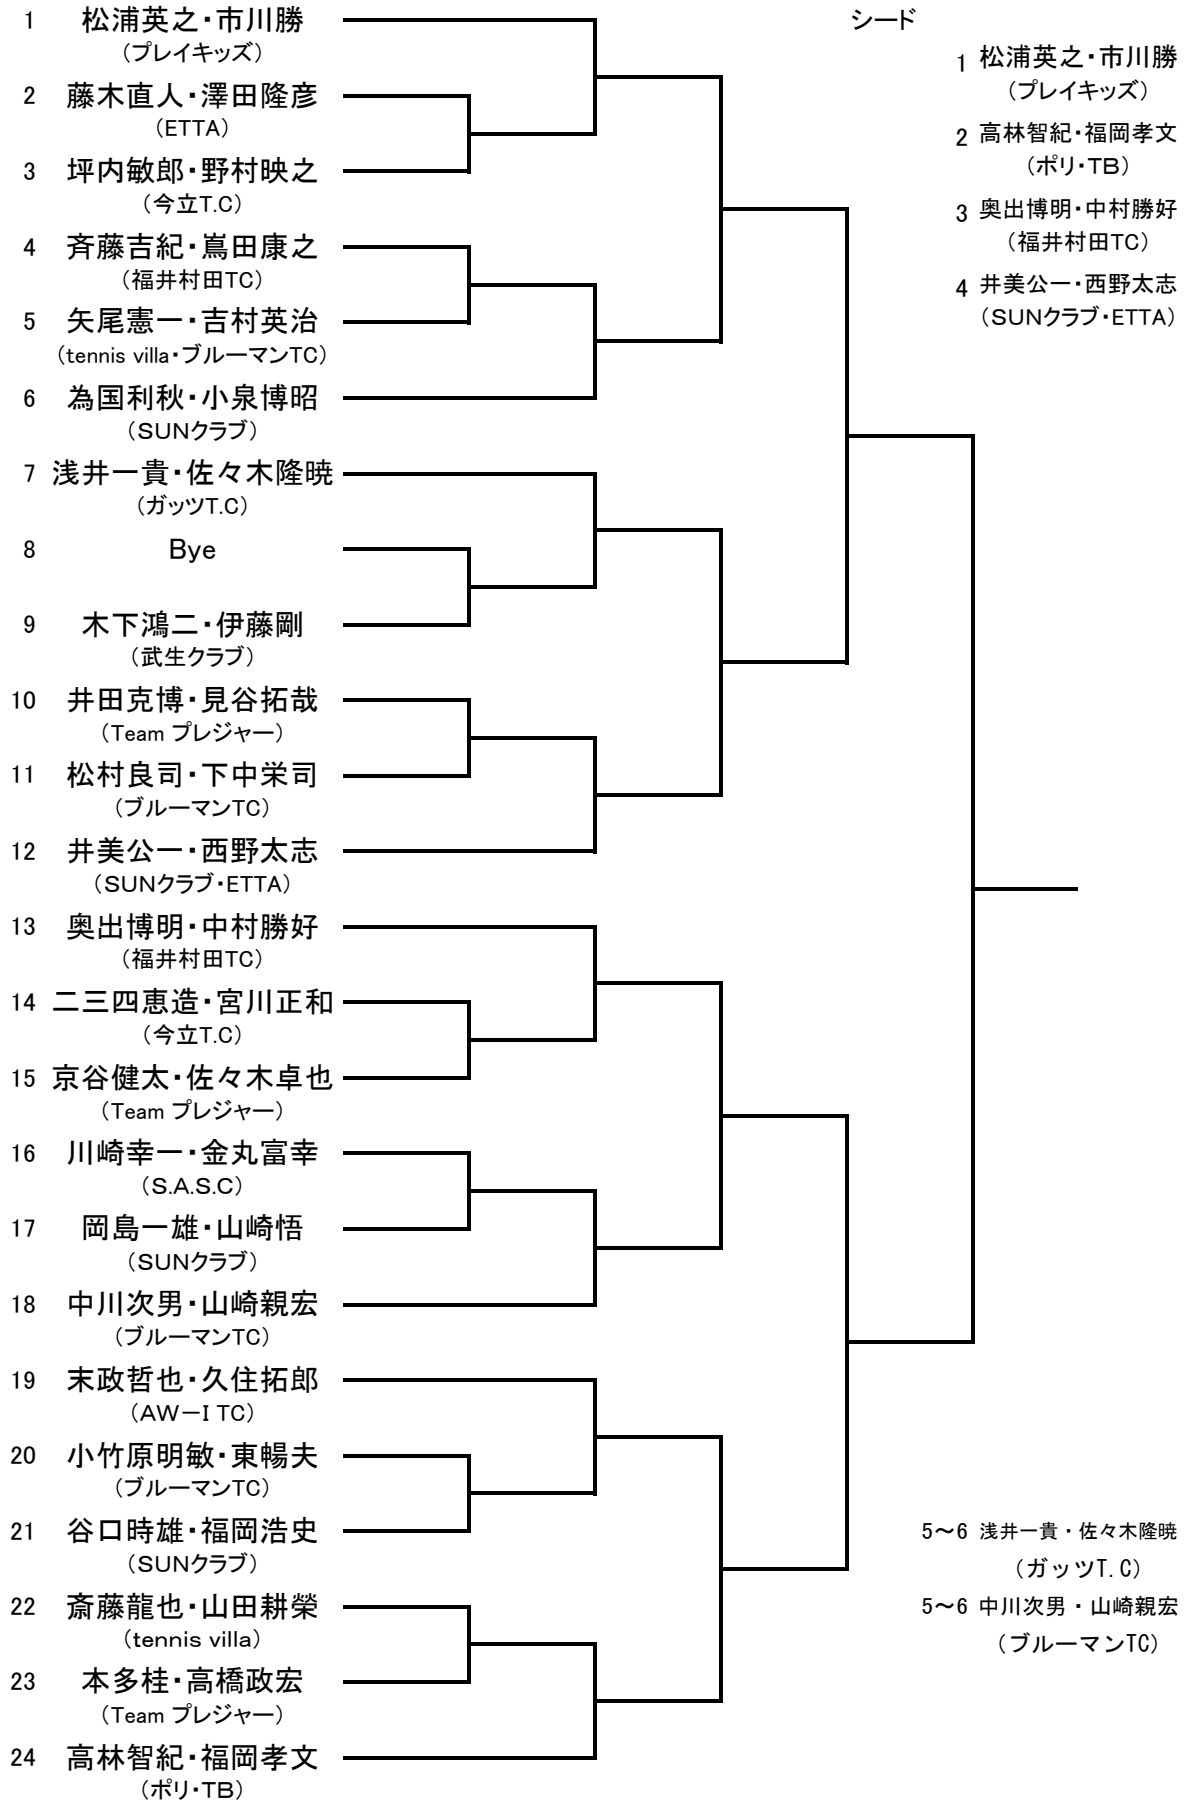 1 松浦英之・市川勝
（プレイキッズ）
2 藤木直人・澤田隆彦
（ETTA）
3 坪内敏郎・野村映之
（今立T.C）
4 斉藤吉紀・嶌田康之
（福井村田TC）
5 矢尾憲一・吉村英治
（tennis villa・ブルーマンTC）
6 為国利秋・小泉博昭
（SUNクラブ）
7 浅井一貴・佐々木隆暁
（ガッツT.C）
8 Bye
9 木下鴻二・伊藤剛
（武生クラブ）
10 井田克博・見谷拓哉
（Team プレジャー）
11 松村良司・下中栄司
（ブルーマンTC）
12 井美公一・西野太志
（SUNクラブ・ETTA）
13 奥出博明・中村勝好
（福井村田TC）
14 二三四恵造・宮川正和
（今立T.C）
15 京谷健太・佐々木卓也
（Team プレジャー）
16 川崎幸一・金丸富幸
（S.A.S.C）
17 岡島一雄・山崎悟
（SUNクラブ）
18 中川次男・山崎親宏
（ブルーマンTC）
19 末政哲也・久住拓郎
（AW－I TC）
20 小竹原明敏・東暢夫
（ブルーマンTC）
21 谷口時雄・福岡浩史
（SUNクラブ）
22 斎藤龍也・山田耕榮
（tennis villa）
23 本多桂・高橋政宏
（Team プレジャー）
24 高林智紀・福岡孝文
（ポリ・TB）
シード
1 松浦英之・市川勝
（プレイキッズ）
2 高林智紀・福岡孝文
（ポリ・TB）
3 奥出博明・中村勝好
（福井村田TC）
4 井美公一・西野太志
（SUNクラブ・ETTA）
5～6 浅井一貴・佐々木隆暁
（ガッツT.C）
5～6 中川次男・山崎親宏
（ブルーマンTC）